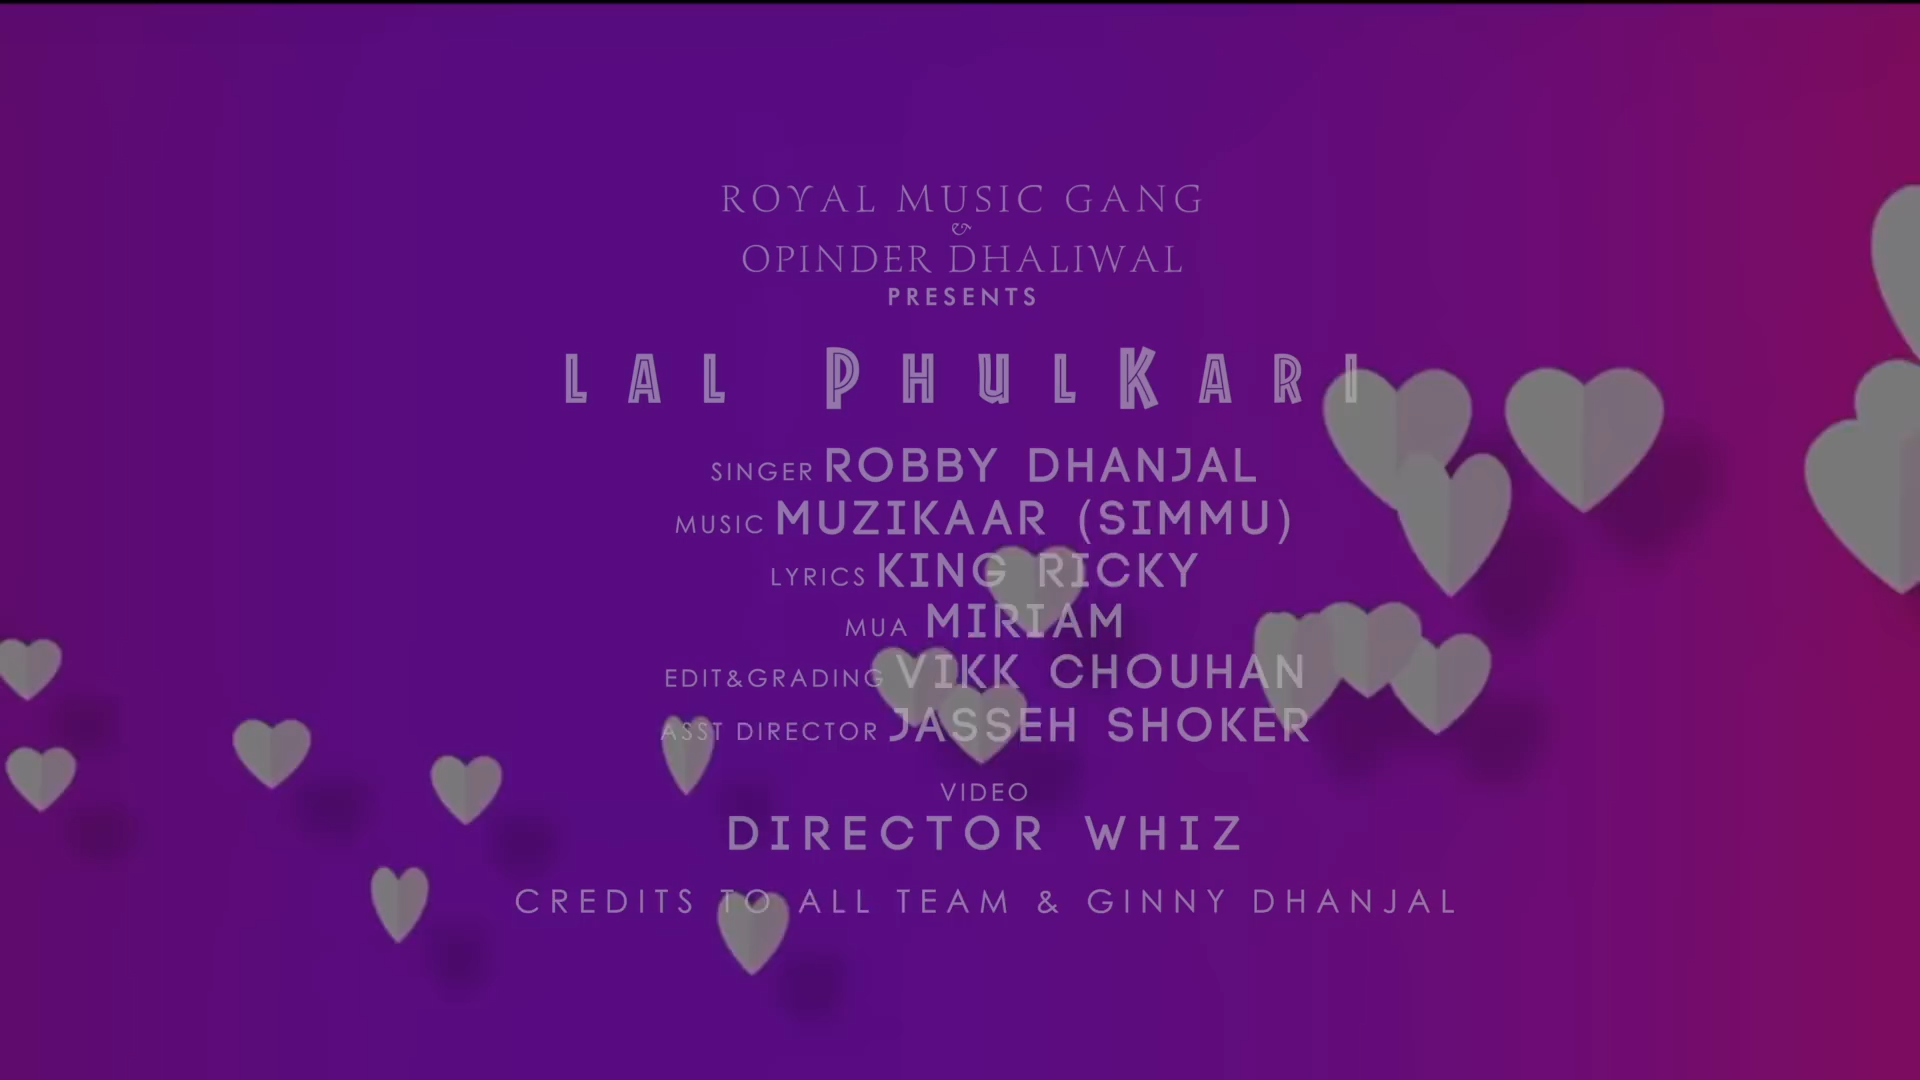 ROYAL MUSIC GANG
&
OPINDER DHALIWAL
PRESENTS
LAL PHULKARI
SINGER ROBBY DHANJAL
MUSIC MUZIKAAR (SIMMU)
LYRICS KING RICKY
MUA MIRIAM
EDIT&GRADING VIKK CHOUHAN
ASST DIRECTOR JASSEH SHOKER
VIDEO
DIRECTOR WHIZ
CREDITS TO ALL TEAM & GINNY DHANJAL